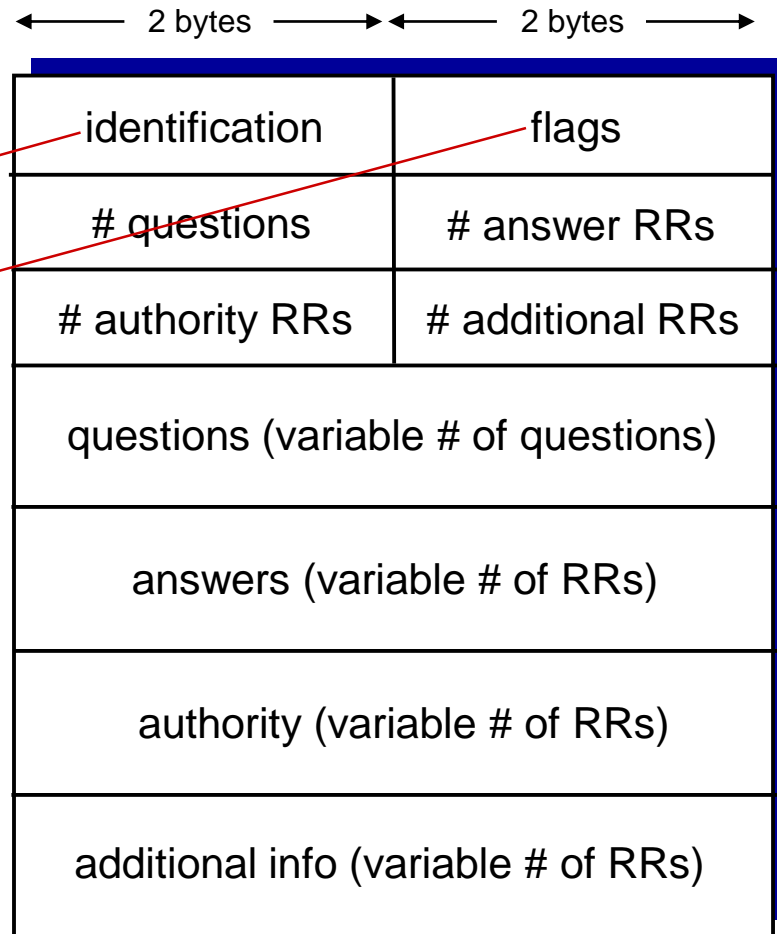 2 bytes 2 bytes
identification flags
# questions # answer RRs
# authority RRs # additional RRs
questions (variable # of questions)
answers (variable # of RRs)
authority (variable # of RRs)
additional info (variable # of RRs)